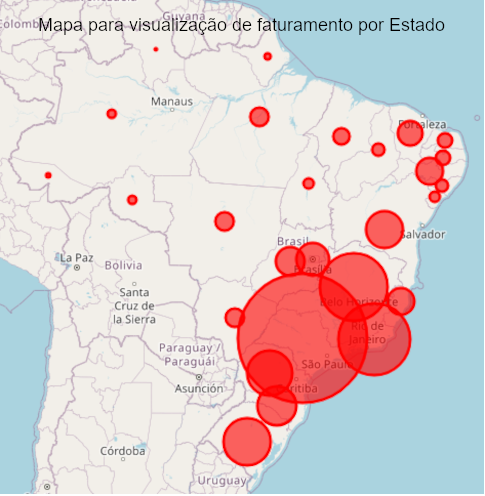 Guyana
Mapa para visualização de faturamento por Estado
Manaus
Fortaleza
Salvador
Brasil
Brasília
La Paz
Bolivia
Santa
Cruz de
la Sierra
Belo Horizonte
Rio de
Janeiro
Paraguay /
Paraguái
São Paulo
Asunción
Curitiba
Córdoba
Uruguay